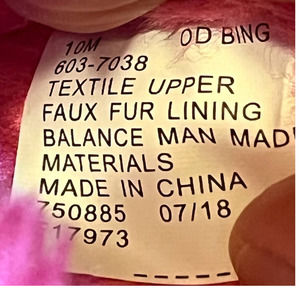 10M OD BING
603-7038
TEXTILE UPPER
FAUX FUR LINING
BALANCE MAN MAD
MATERIALS
MADE IN CHINA
750885 07/18
17973